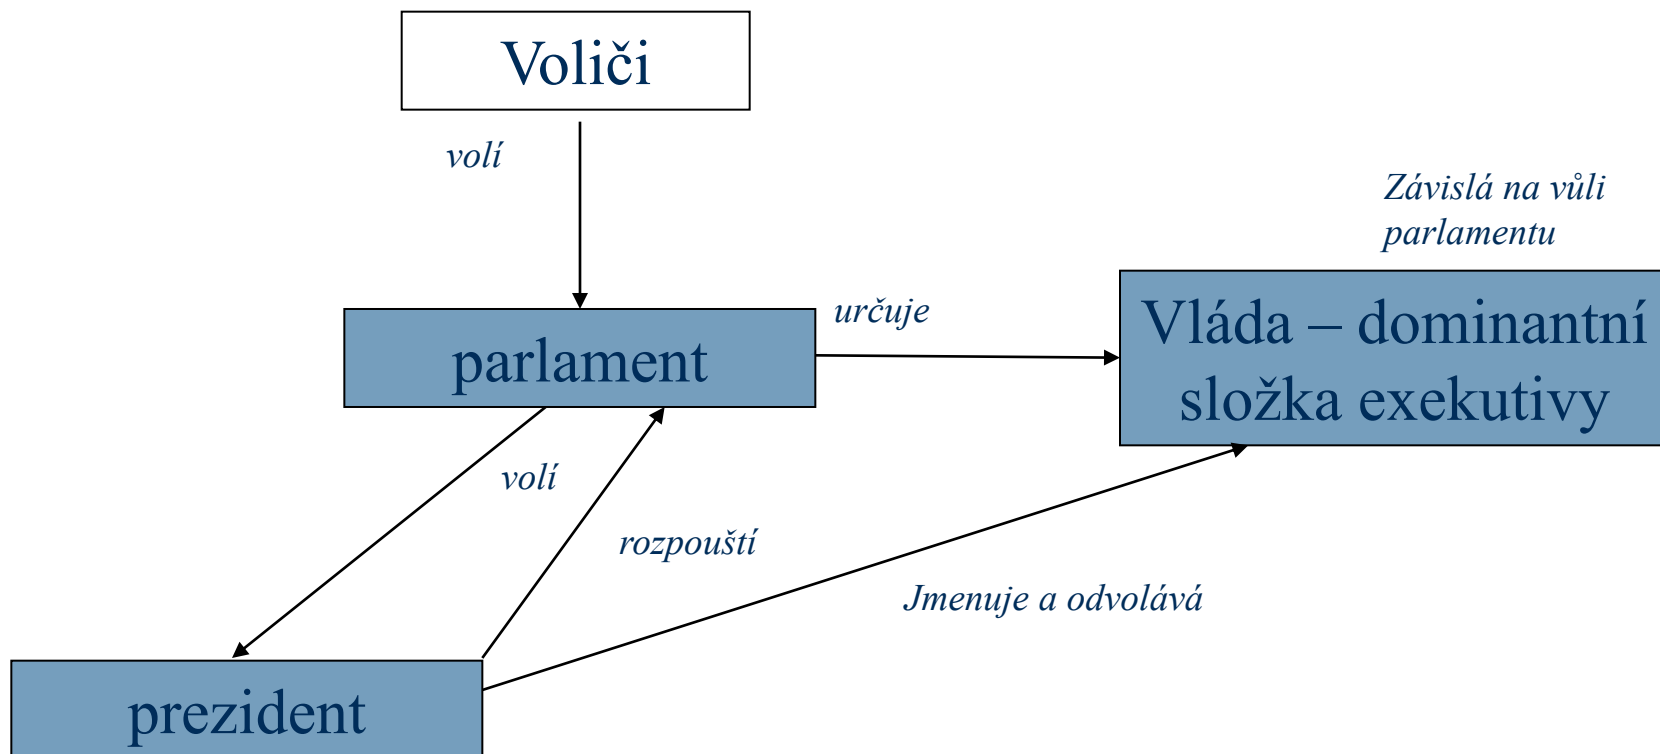 Voliči
volí
Závislá na vůli
parlamentu
určuje
Vláda – dominantní
složka exekutivy
parlament
volí
rozpouští
Jmenuje a odvolává
prezident